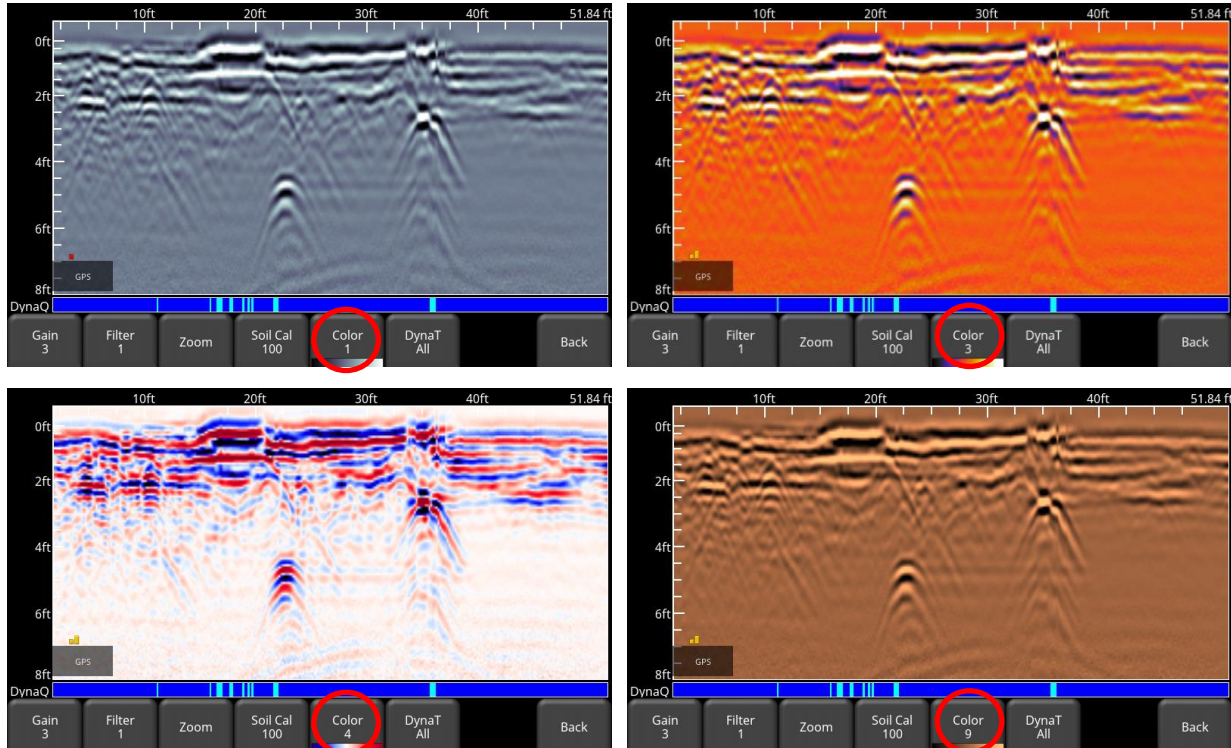 10ft 20ft 30ft 40ft 51.84 ft
0ft
2ft
4ft
6ft
GPS
8ft
DynaQ
Gain Filter Zoom Soil Cal Color DynaT Back
3 1 100 1 All
10ft 20ft 30ft 40ft 51.84 ft
0ft
2ft
4ft
6ft
GPS
8ft
DynaQ
Gain Filter Zoom Soil Cal Color DynaT Back
3 1 100 3 All
10ft 20ft 30ft 40ft 51.84 ft
0ft
2ft
4ft
6ft
GPS
8ft
DynaQ
Gain Filter Zoom Soil Cal Color DynaT Back
3 1 100 4 All
10ft 20ft 30ft 40ft 51.84 ft
0ft
2ft
4ft
6ft
GPS
8ft
DynaQ
Gain Filter Zoom Soil Cal Color DynaT Back
3 1 100 9 All